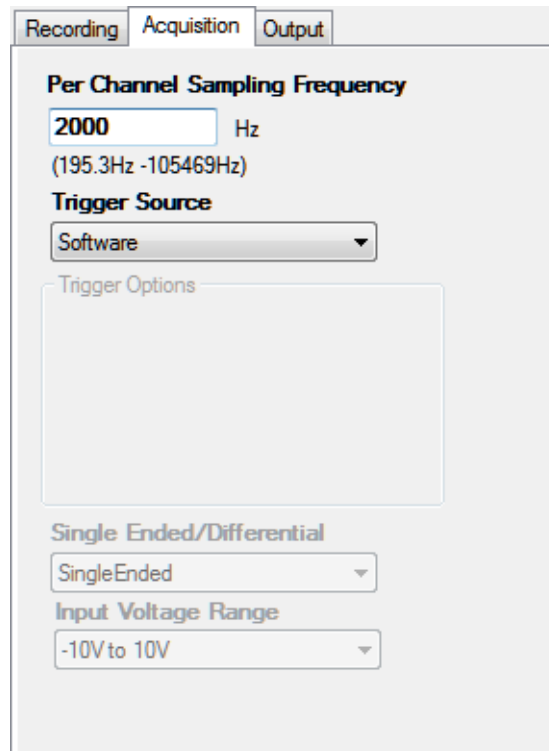 Recording Acquisition Output
Per Channel Sampling Frequency
2000 Hz
(195.3Hz -105469Hz)
Trigger Source
Software
Trigger Options
Single Ended/Differential
SingleEnded
Input Voltage Range
-10V to 10V